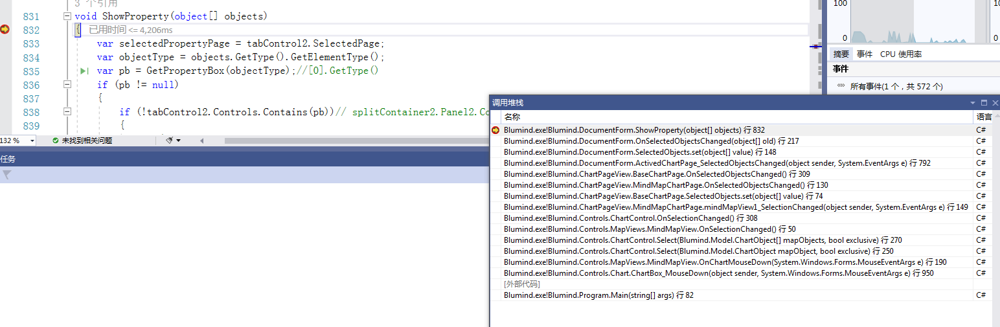 3 个引用
831 void ShowProperty(object[] objects)
832 { 已用时间 <= 4,206ms
833 var selectedPropertyPage = tabControl2.SelectedPage;
834 var objectType = objects.GetType().GetElementType();
835 var pb = GetPropertyBox(objectType);//[0].GetType()
836 if (pb != null)
837 {
838 if (!tabControl2.Controls.Contains(pb))// splitContainer2.Panel2.Co
839 {
132 %
未找到相关问题
任务
100
10
0
0
摘要 事件 CPU 使用率
事件
所有事件(1 个，共 572 个)
调用堆栈
名称 语言
Blumind.exe!Blumind.DocumentForm.ShowProperty(object[] objects) 行 832 C#
Blumind.exe!Blumind.DocumentForm.OnSelectedObjectsChanged(object[] old) 行 217 C#
Blumind.exe!Blumind.DocumentForm.SelectedObjects.set(object[] value) 行 148 C#
Blumind.exe!Blumind.DocumentForm.ActivedChartPage_SelectedObjectsChanged(object sender, System.EventArgs e) 行 792 C#
Blumind.exe!Blumind.ChartPageView.BaseChartPage.OnSelectedObjectsChanged() 行 309 C#
Blumind.exe!Blumind.ChartPageView.MindMapChartPage.OnSelectedObjectsChanged() 行 130 C#
Blumind.exe!Blumind.ChartPageView.BaseChartPage.SelectedObjects.set(object[] value) 行 74 C#
Blumind.exe!Blumind.ChartPageView.MindMapChartPage.mindMapView1_SelectionChanged(object sender, System.EventArgs e) 行 149 C#
Blumind.exe!Blumind.Controls.ChartControl.OnSelectionChanged() 行 308 C#
Blumind.exe!Blumind.Controls.MapViews.MindMapView.OnSelectionChanged() 行 50 C#
Blumind.exe!Blumind.Controls.ChartControl.Select(Blumind.Model.ChartObject[] mapObjects, bool exclusive) 行 270 C#
Blumind.exe!Blumind.Controls.ChartControl.Select(Blumind.Model.ChartObject mapObject, bool exclusive) 行 250 C#
Blumind.exe!Blumind.Controls.MapViews.MindMapView.OnChartMouseDown(System.Windows.Forms.MouseEventArgs e) 行 190 C#
Blumind.exe!Blumind.Controls.Chart.ChartBox_MouseDown(object sender, System.Windows.Forms.MouseEventArgs e) 行 950 C#
[外部代码]
Blumind.exe!Blumind.Program.Main(string[] args) 行 82 C#